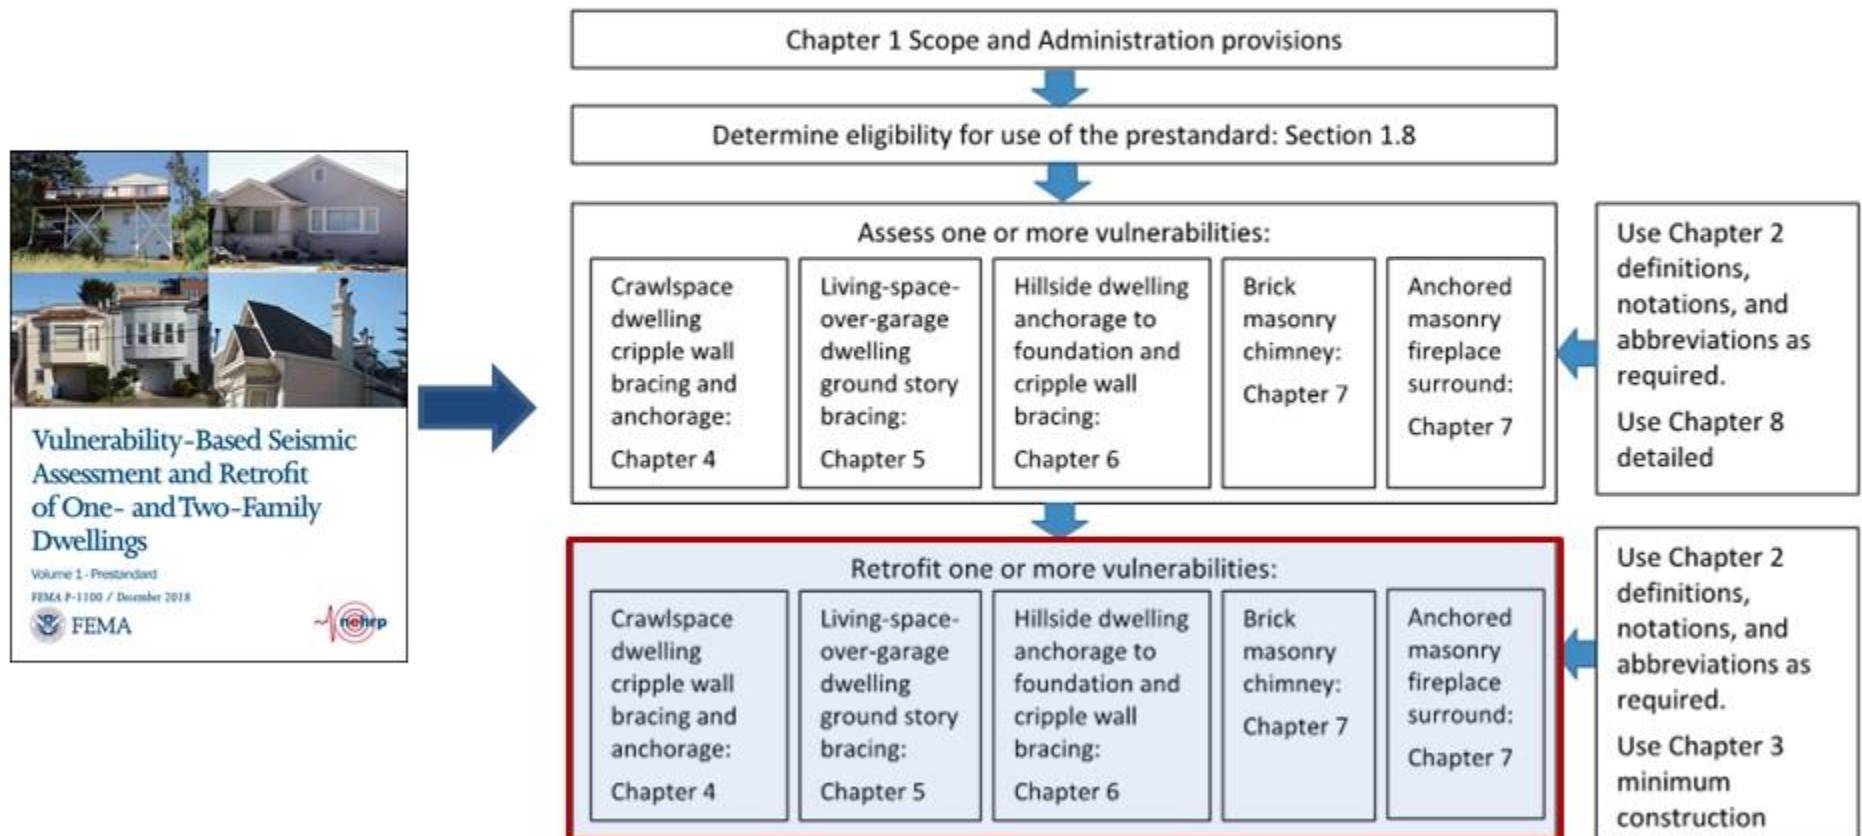 Vulnerability-Based Seismic
Assessment and Retrofit
of One- and Two-Family
Dwellings
Volume 1 - Prestandard
FEMA P-1100 / December 2018
FEMA
nehrp
Chapter 1 Scope and Administration provisions
Determine eligibility for use of the prestandard: Section 1.8
Assess one or more vulnerabilities:
Crawlspace
dwelling
cripple wall
bracing and
anchorage:
Chapter 4
Living-space-
over-garage
dwelling
ground story
bracing:
Chapter 5
Hillside dwelling
anchorage to
foundation and
cripple wall
bracing:
Chapter 6
Brick
masonry
chimney:
Chapter 7
Anchored
masonry
fireplace
surround:
Chapter 7
Use Chapter 2
definitions,
notations, and
abbreviations as
required.
Use Chapter 8
detailed
Retrofit one or more vulnerabilities:
Crawlspace
dwelling
cripple wall
bracing and
anchorage:
Chapter 4
Living-space-
over-garage
dwelling
ground story
bracing:
Chapter 5
Hillside dwelling
anchorage to
foundation and
cripple wall
bracing:
Chapter 6
Brick
masonry
chimney:
Chapter 7
Anchored
masonry
fireplace
surround:
Chapter 7
Use Chapter 2
definitions,
notations, and
abbreviations as
required.
Use Chapter 3
minimum
construction